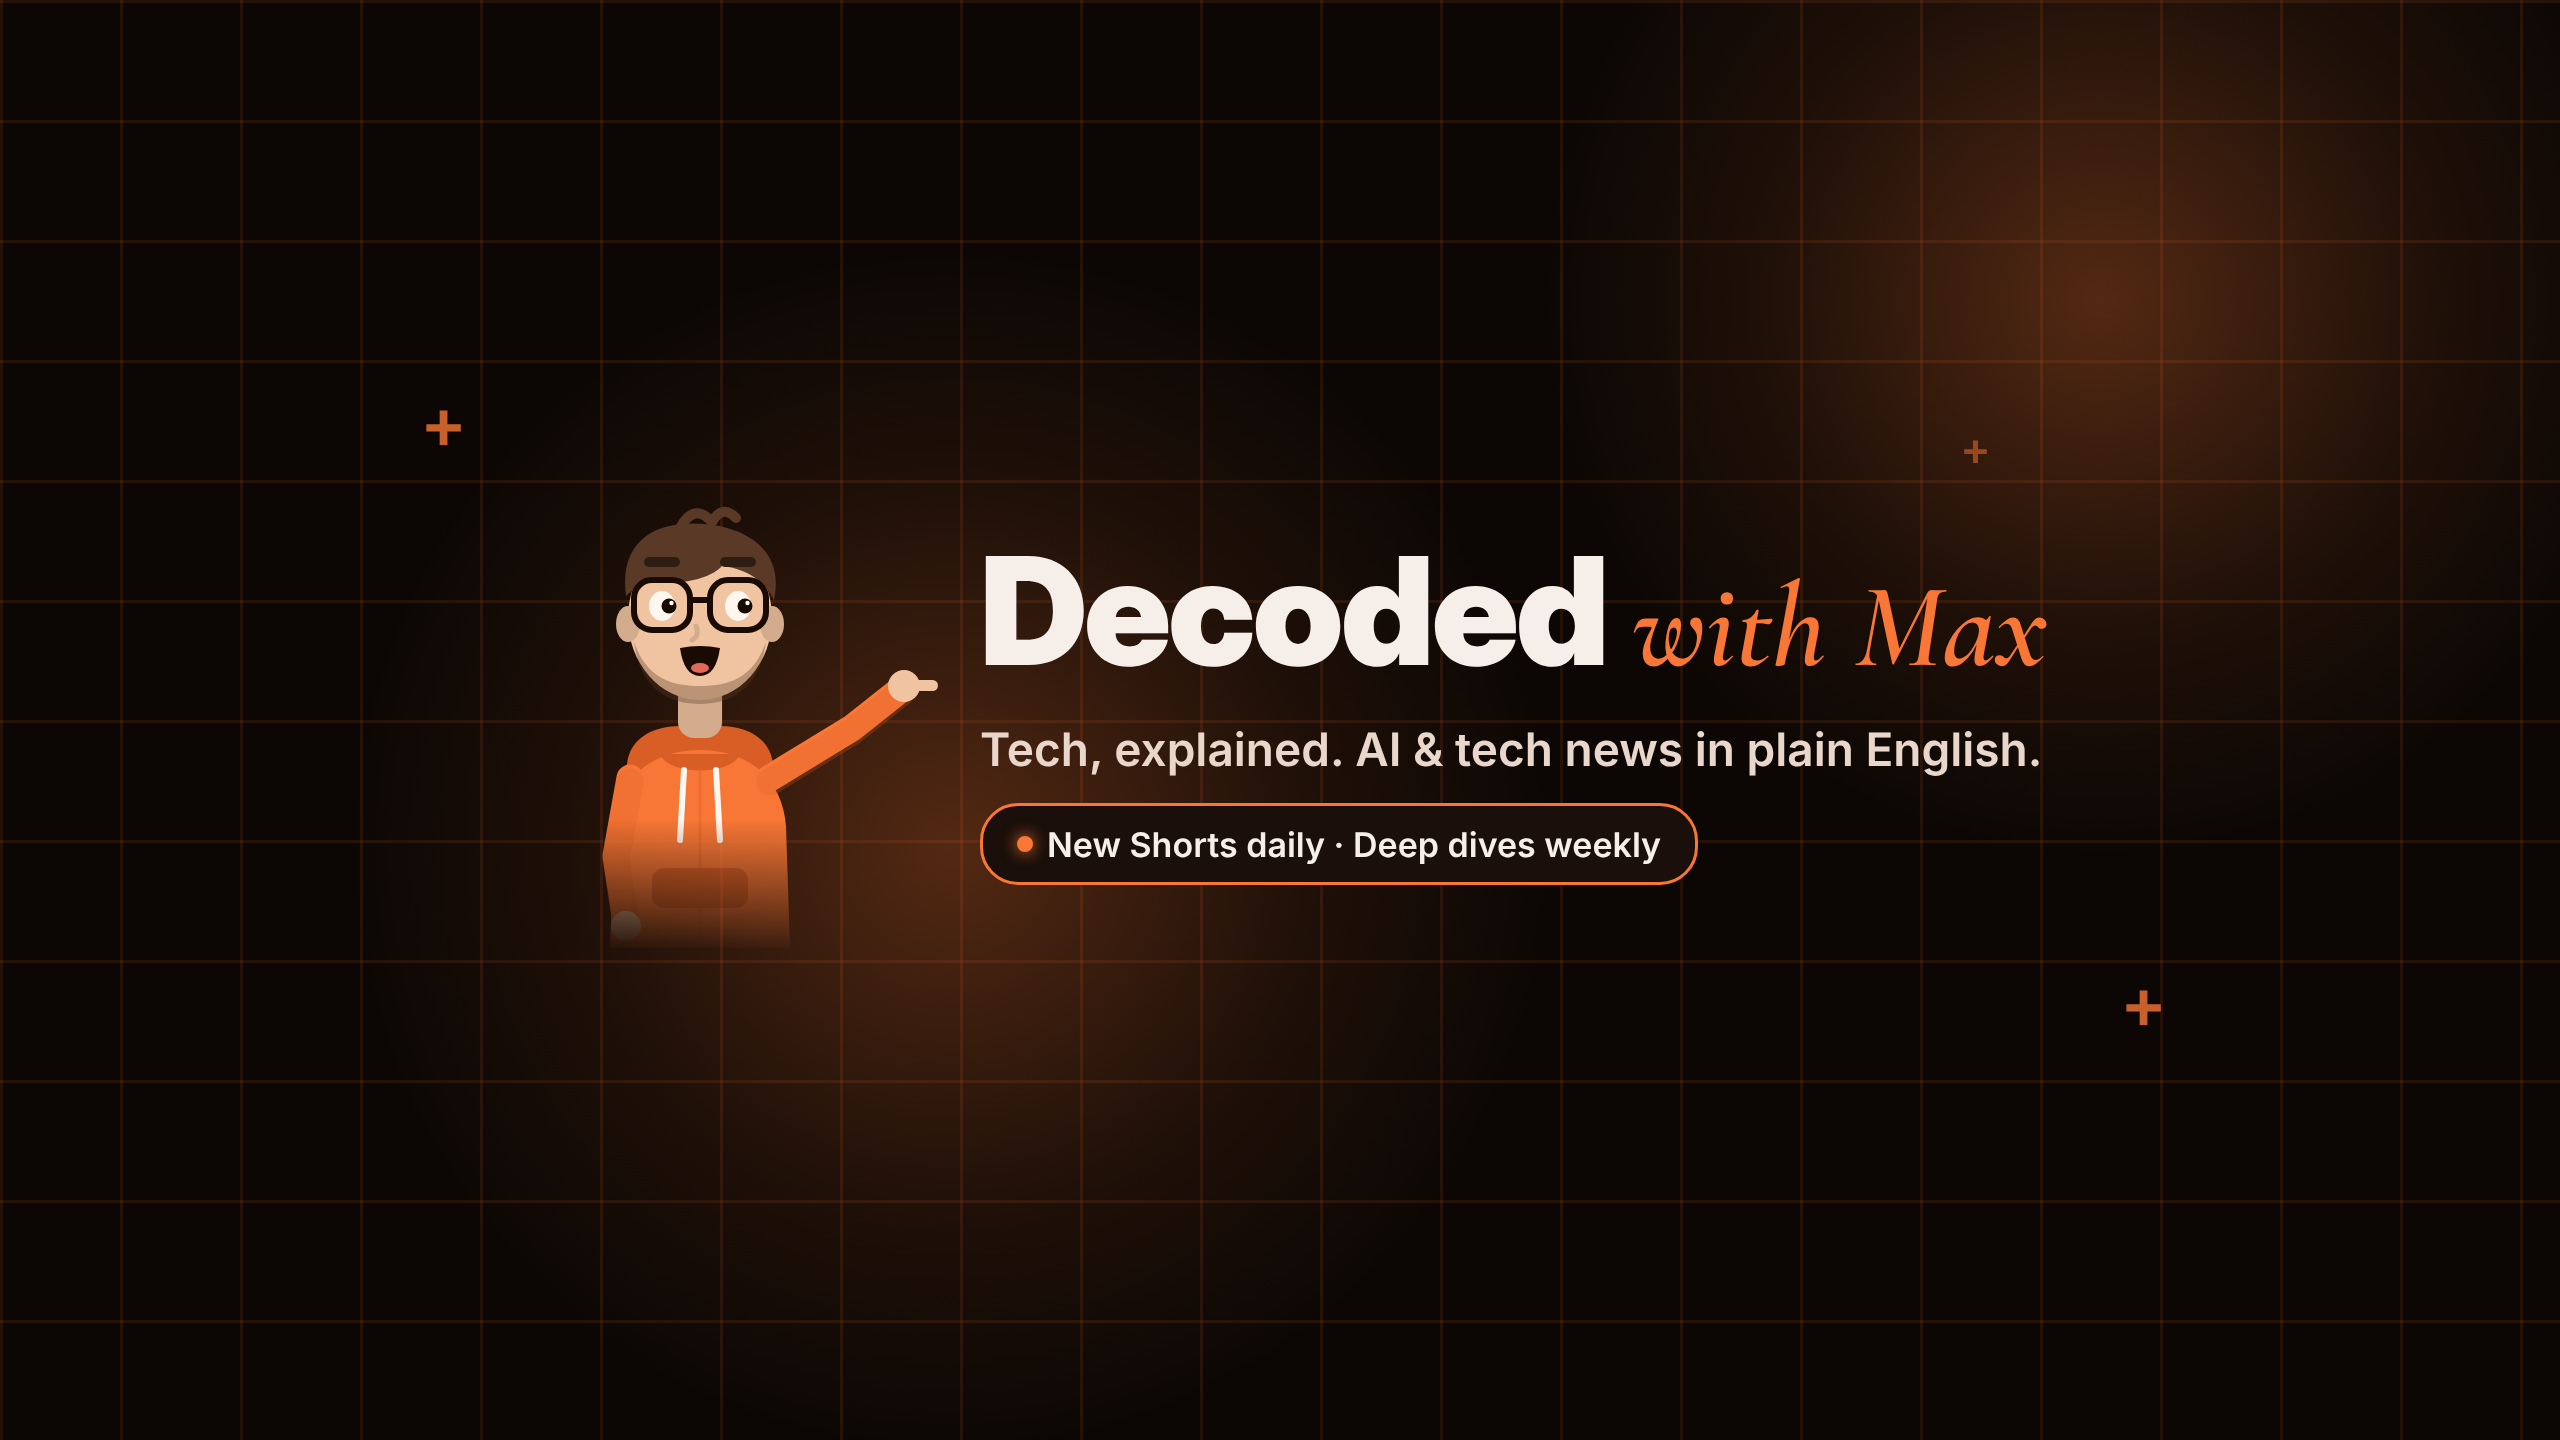 Decoded with Max
Tech, explained. AI & tech news in plain English.
New Shorts daily · Deep dives weekly